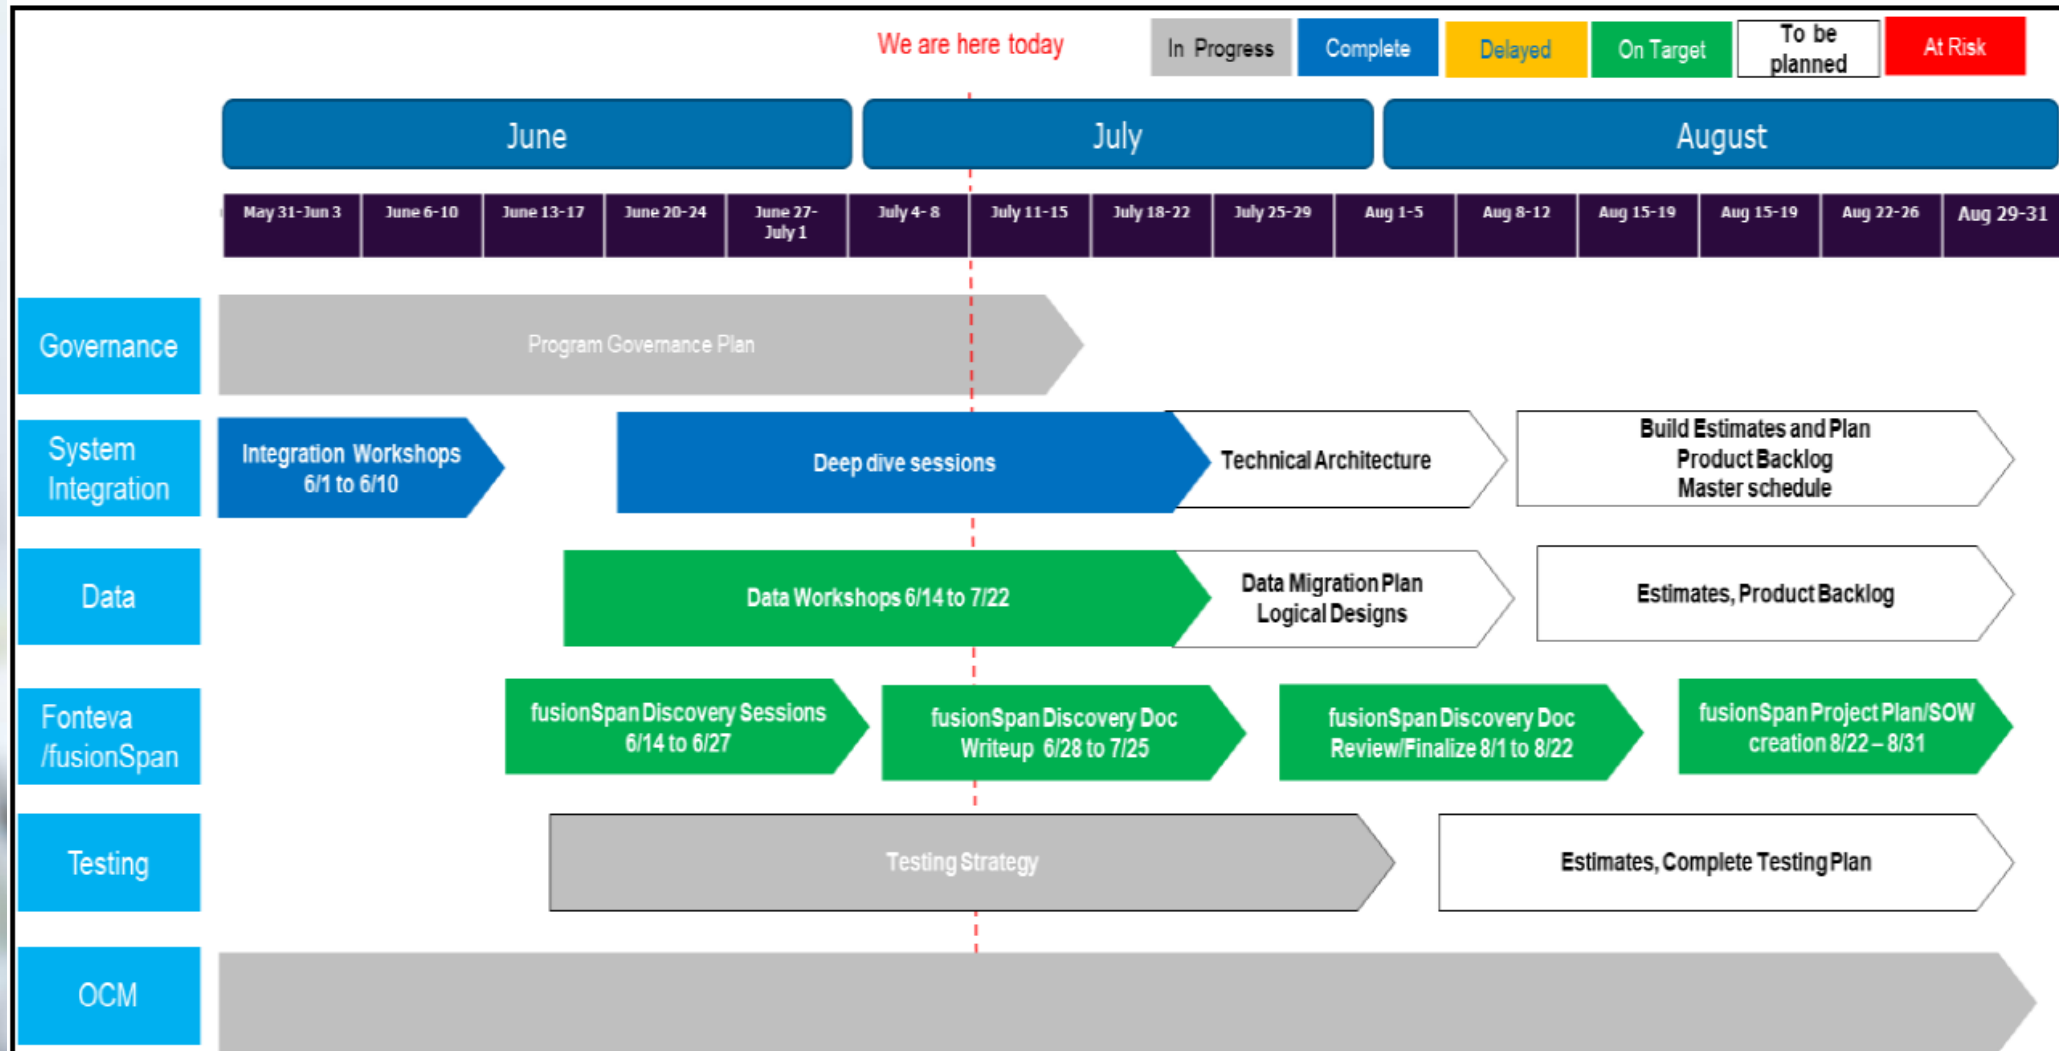 We are here today
In Progress
Complete
Delayed
On Target
To be
planned
At Risk
June
July
August
May 31-Jun 3
June 6-10
June 13-17
June 20-24
June 27-
July 1
July 4- 8
July 11-15
July 18-22
July 25-29
Aug 1-5
Aug 8-12
Aug 15-19
Aug 15-19
Aug 22-26
Aug 29-31
Governance
Program Governance Plan
System
Integration
Integration Workshops
6/1 to 6/10
Deep dive sessions
Technical Architecture
Build Estimates and Plan
Product Backlog
Master schedule
Data
Data Workshops 6/14 to 7/22
Data Migration Plan
Logical Designs
Estimates, Product Backlog
Fonteva
/fusionSpan
fusionSpan Discovery Sessions
6/14 to 6/27
fusionSpan Discovery Doc
Writeup 6/28 to 7/25
fusionSpan Discovery Doc
Review/Finalize 8/1 to 8/22
fusionSpan Project Plan/SOW
creation 8/22 – 8/31
Testing
Testing Strategy
Estimates, Complete Testing Plan
OCM